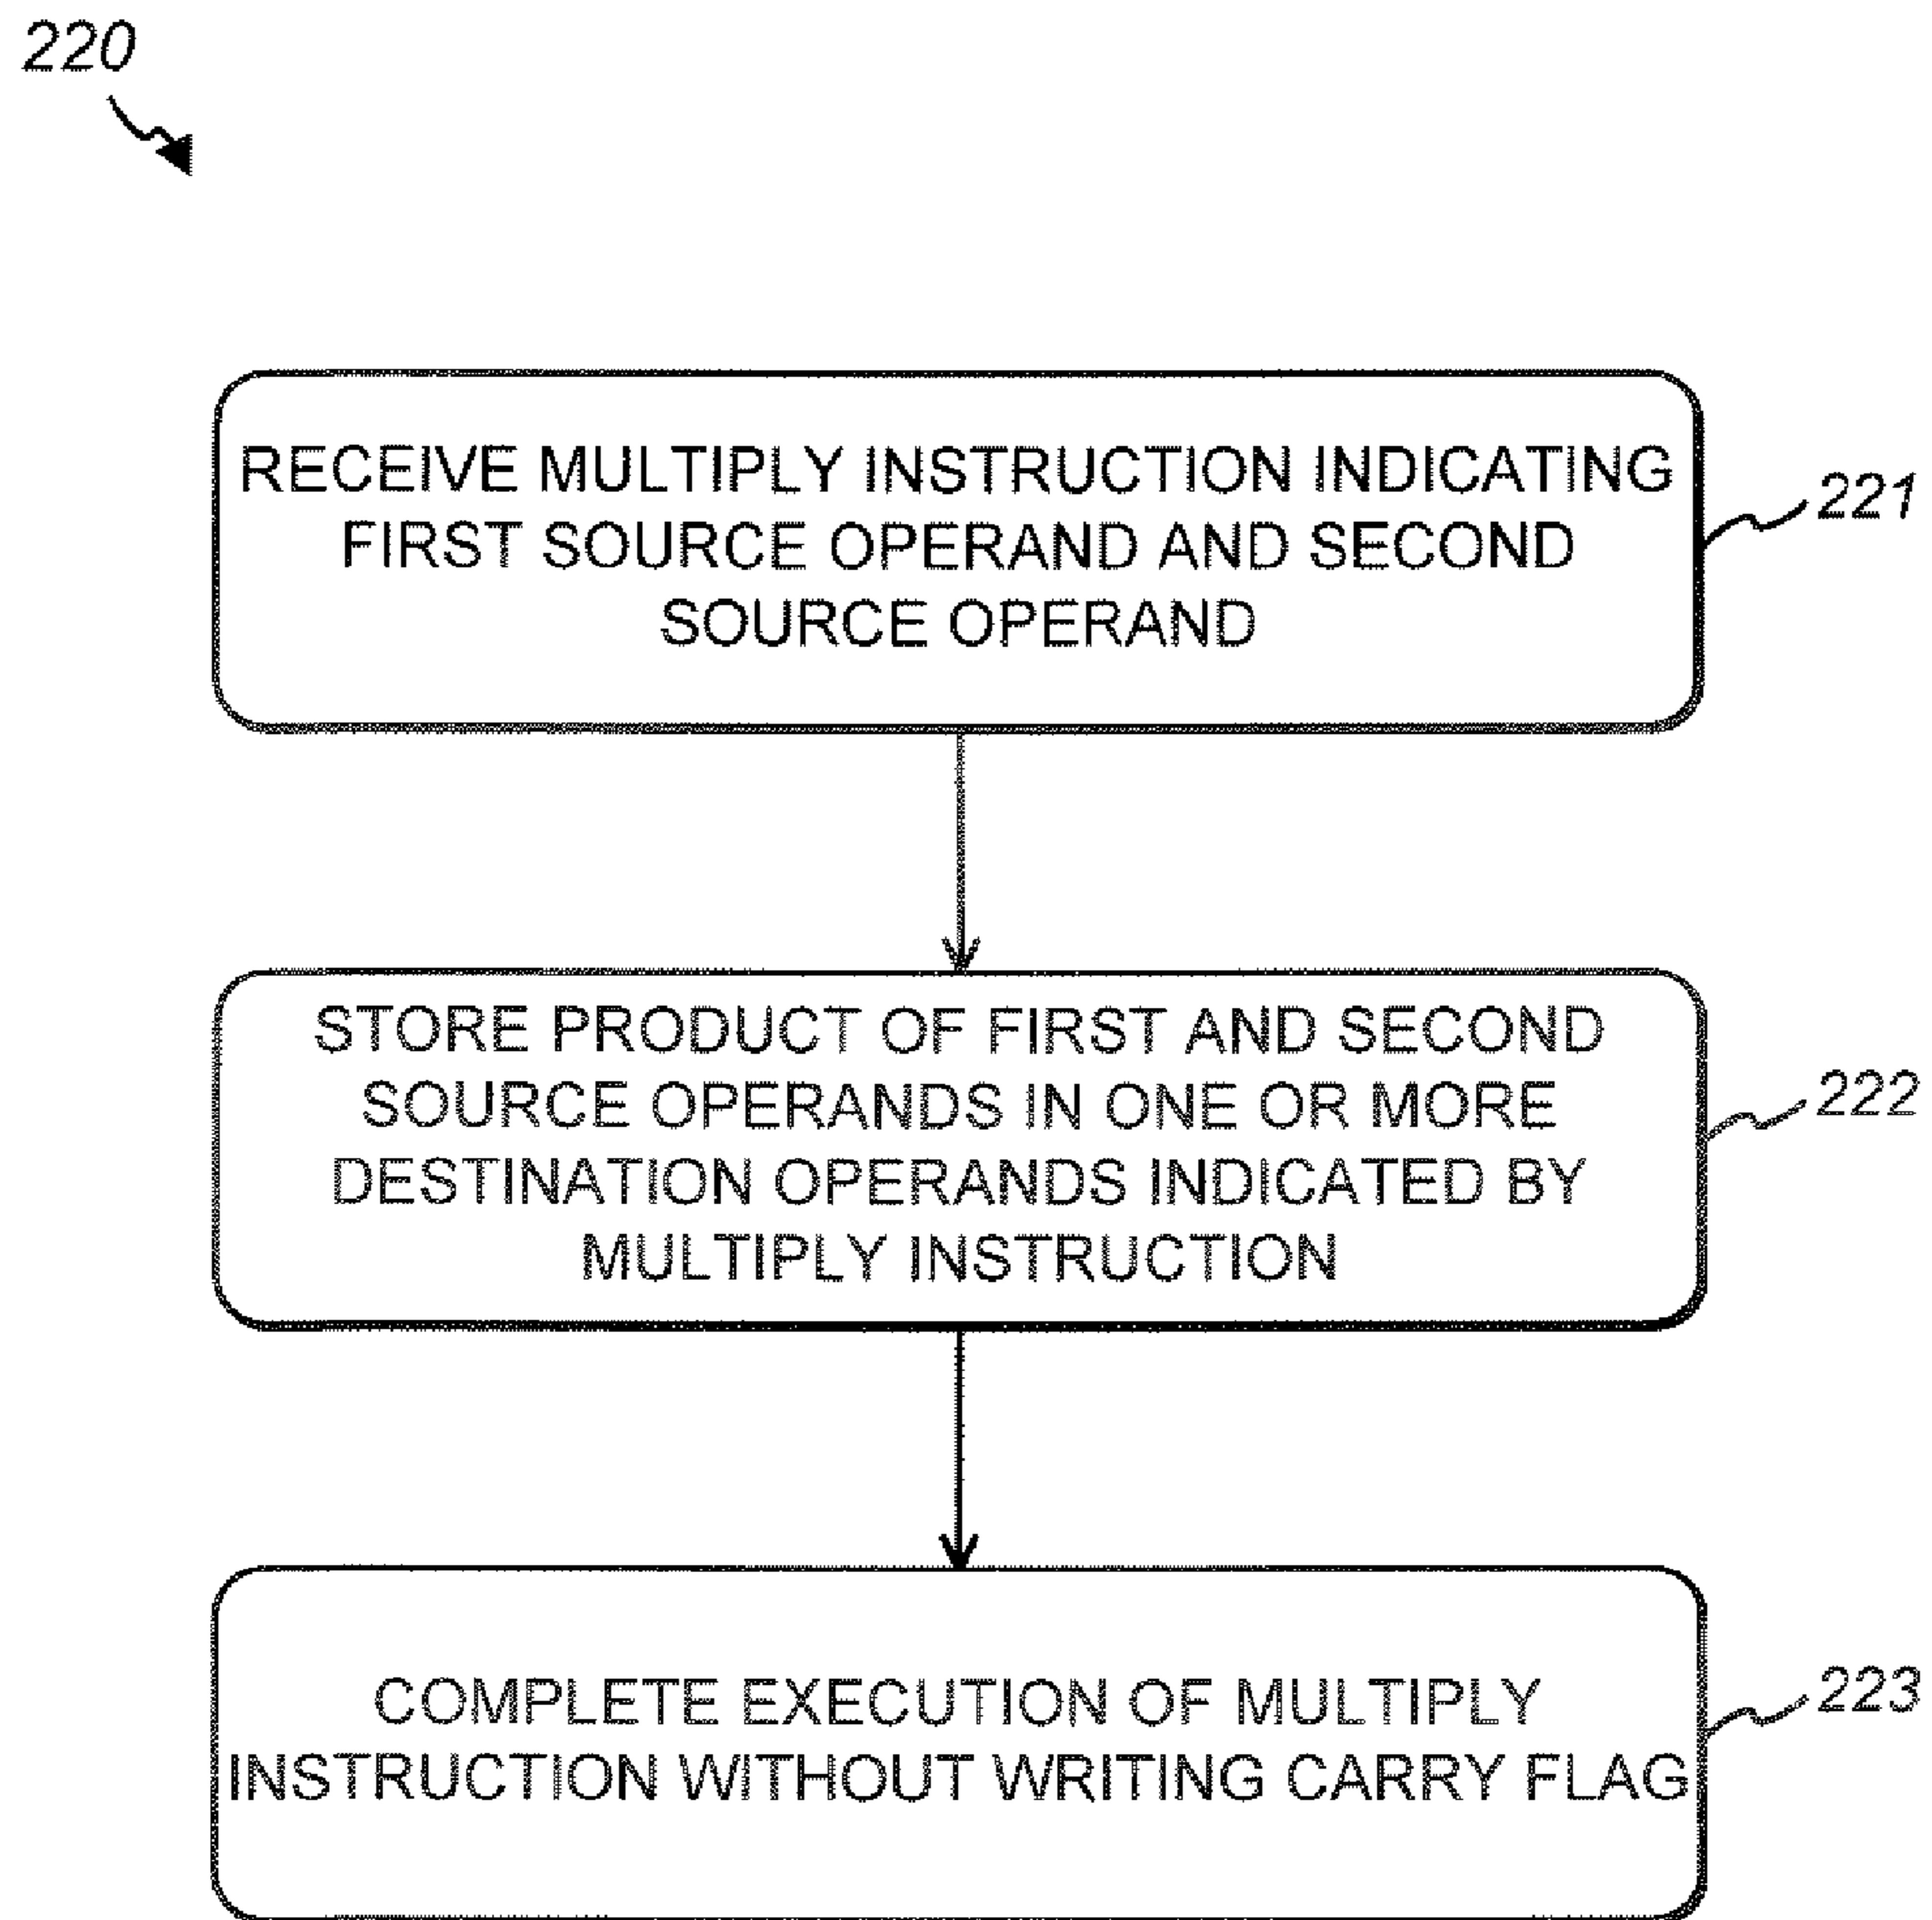 220
RECEIVE MULTIPLY INSTRUCTION INDICATING
FIRST SOURCE OPERAND AND SECOND
SOURCE OPERAND
221
STORE PRODUCT OF FIRST AND SECOND
SOURCE OPERANDS IN ONE OR MORE
DESTINATION OPERANDS INDICATED BY
MULTIPLY INSTRUCTION
222
COMPLETE EXECUTION OF MULTIPLY
INSTRUCTION WITHOUT WRITING CARRY FLAG
223